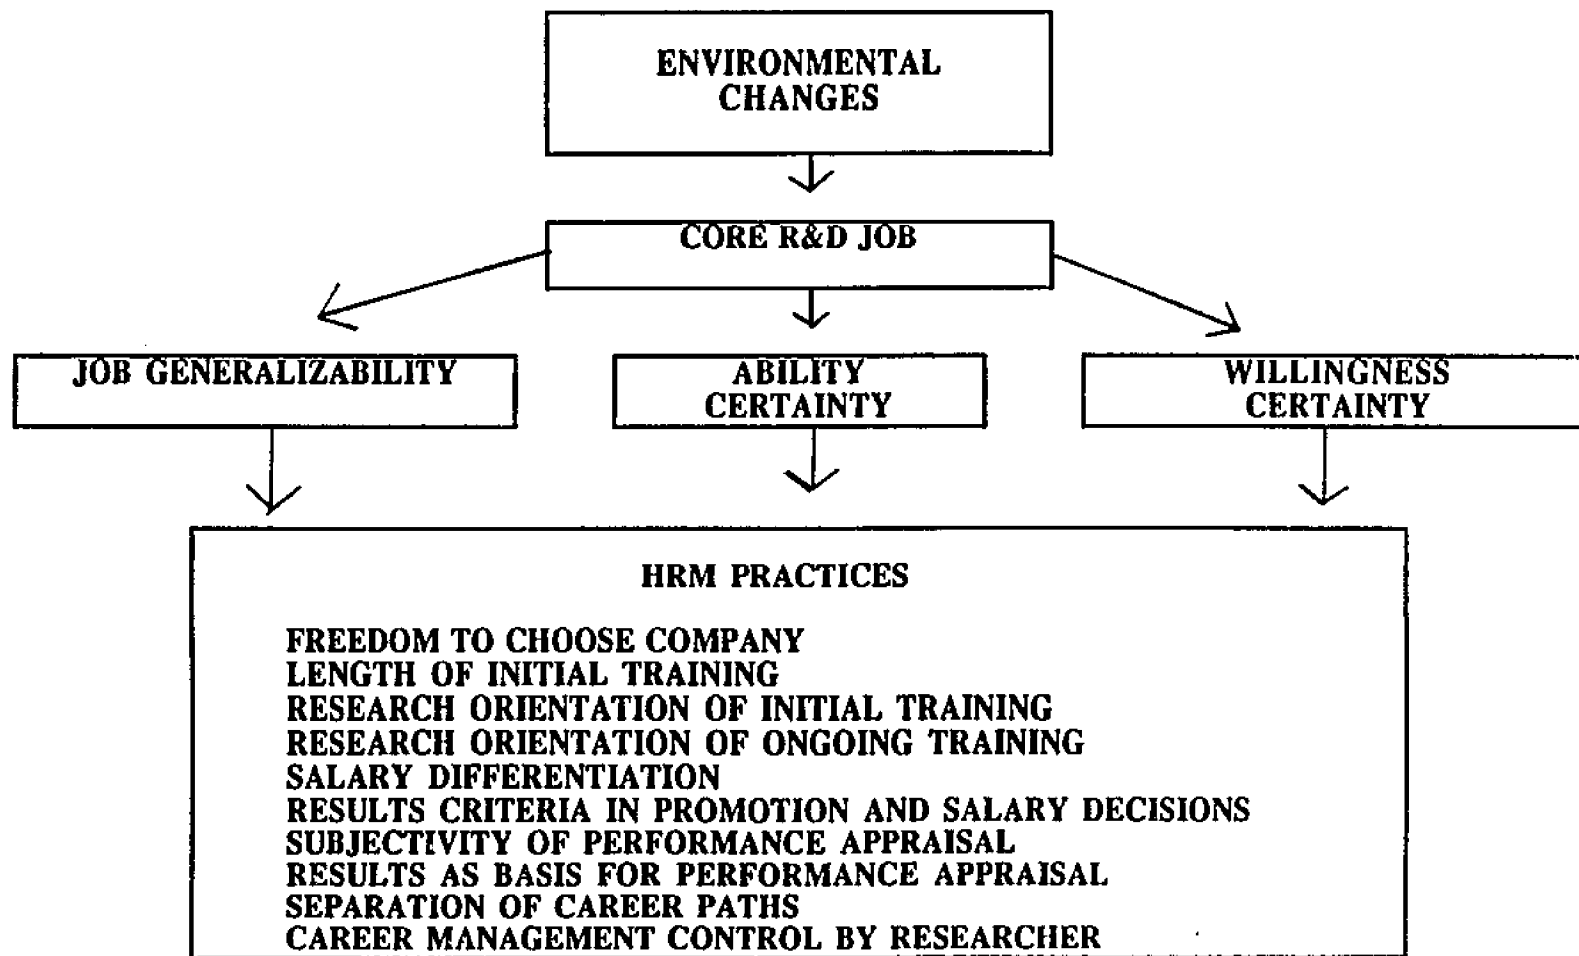 ENVIRONMENTAL
CHANGES
CORE R&D JOB
JOB GENERALIZABILITY
ABILITY
CERTAINTY
WILLINGNESS
CERTAINTY
HRM PRACTICES
FREEDOM TO CHOOSE COMPANY
LENGTH OF INITIAL TRAINING
RESEARCH ORIENTATION OF INITIAL TRAINING
RESEARCH ORIENTATION OF ONGOING TRAINING
SALARY DIFFERENTIATION
RESULTS CRITERIA IN PROMOTION AND SALARY DECISIONS
SUBJECTIVITY OF PERFORMANCE APPRAISAL
RESULTS AS BASIS FOR PERFORMANCE APPRAISAL
SEPARATION OF CAREER PATHS
CAREER MANAGEMENT CONTROL BY RESEARCHER